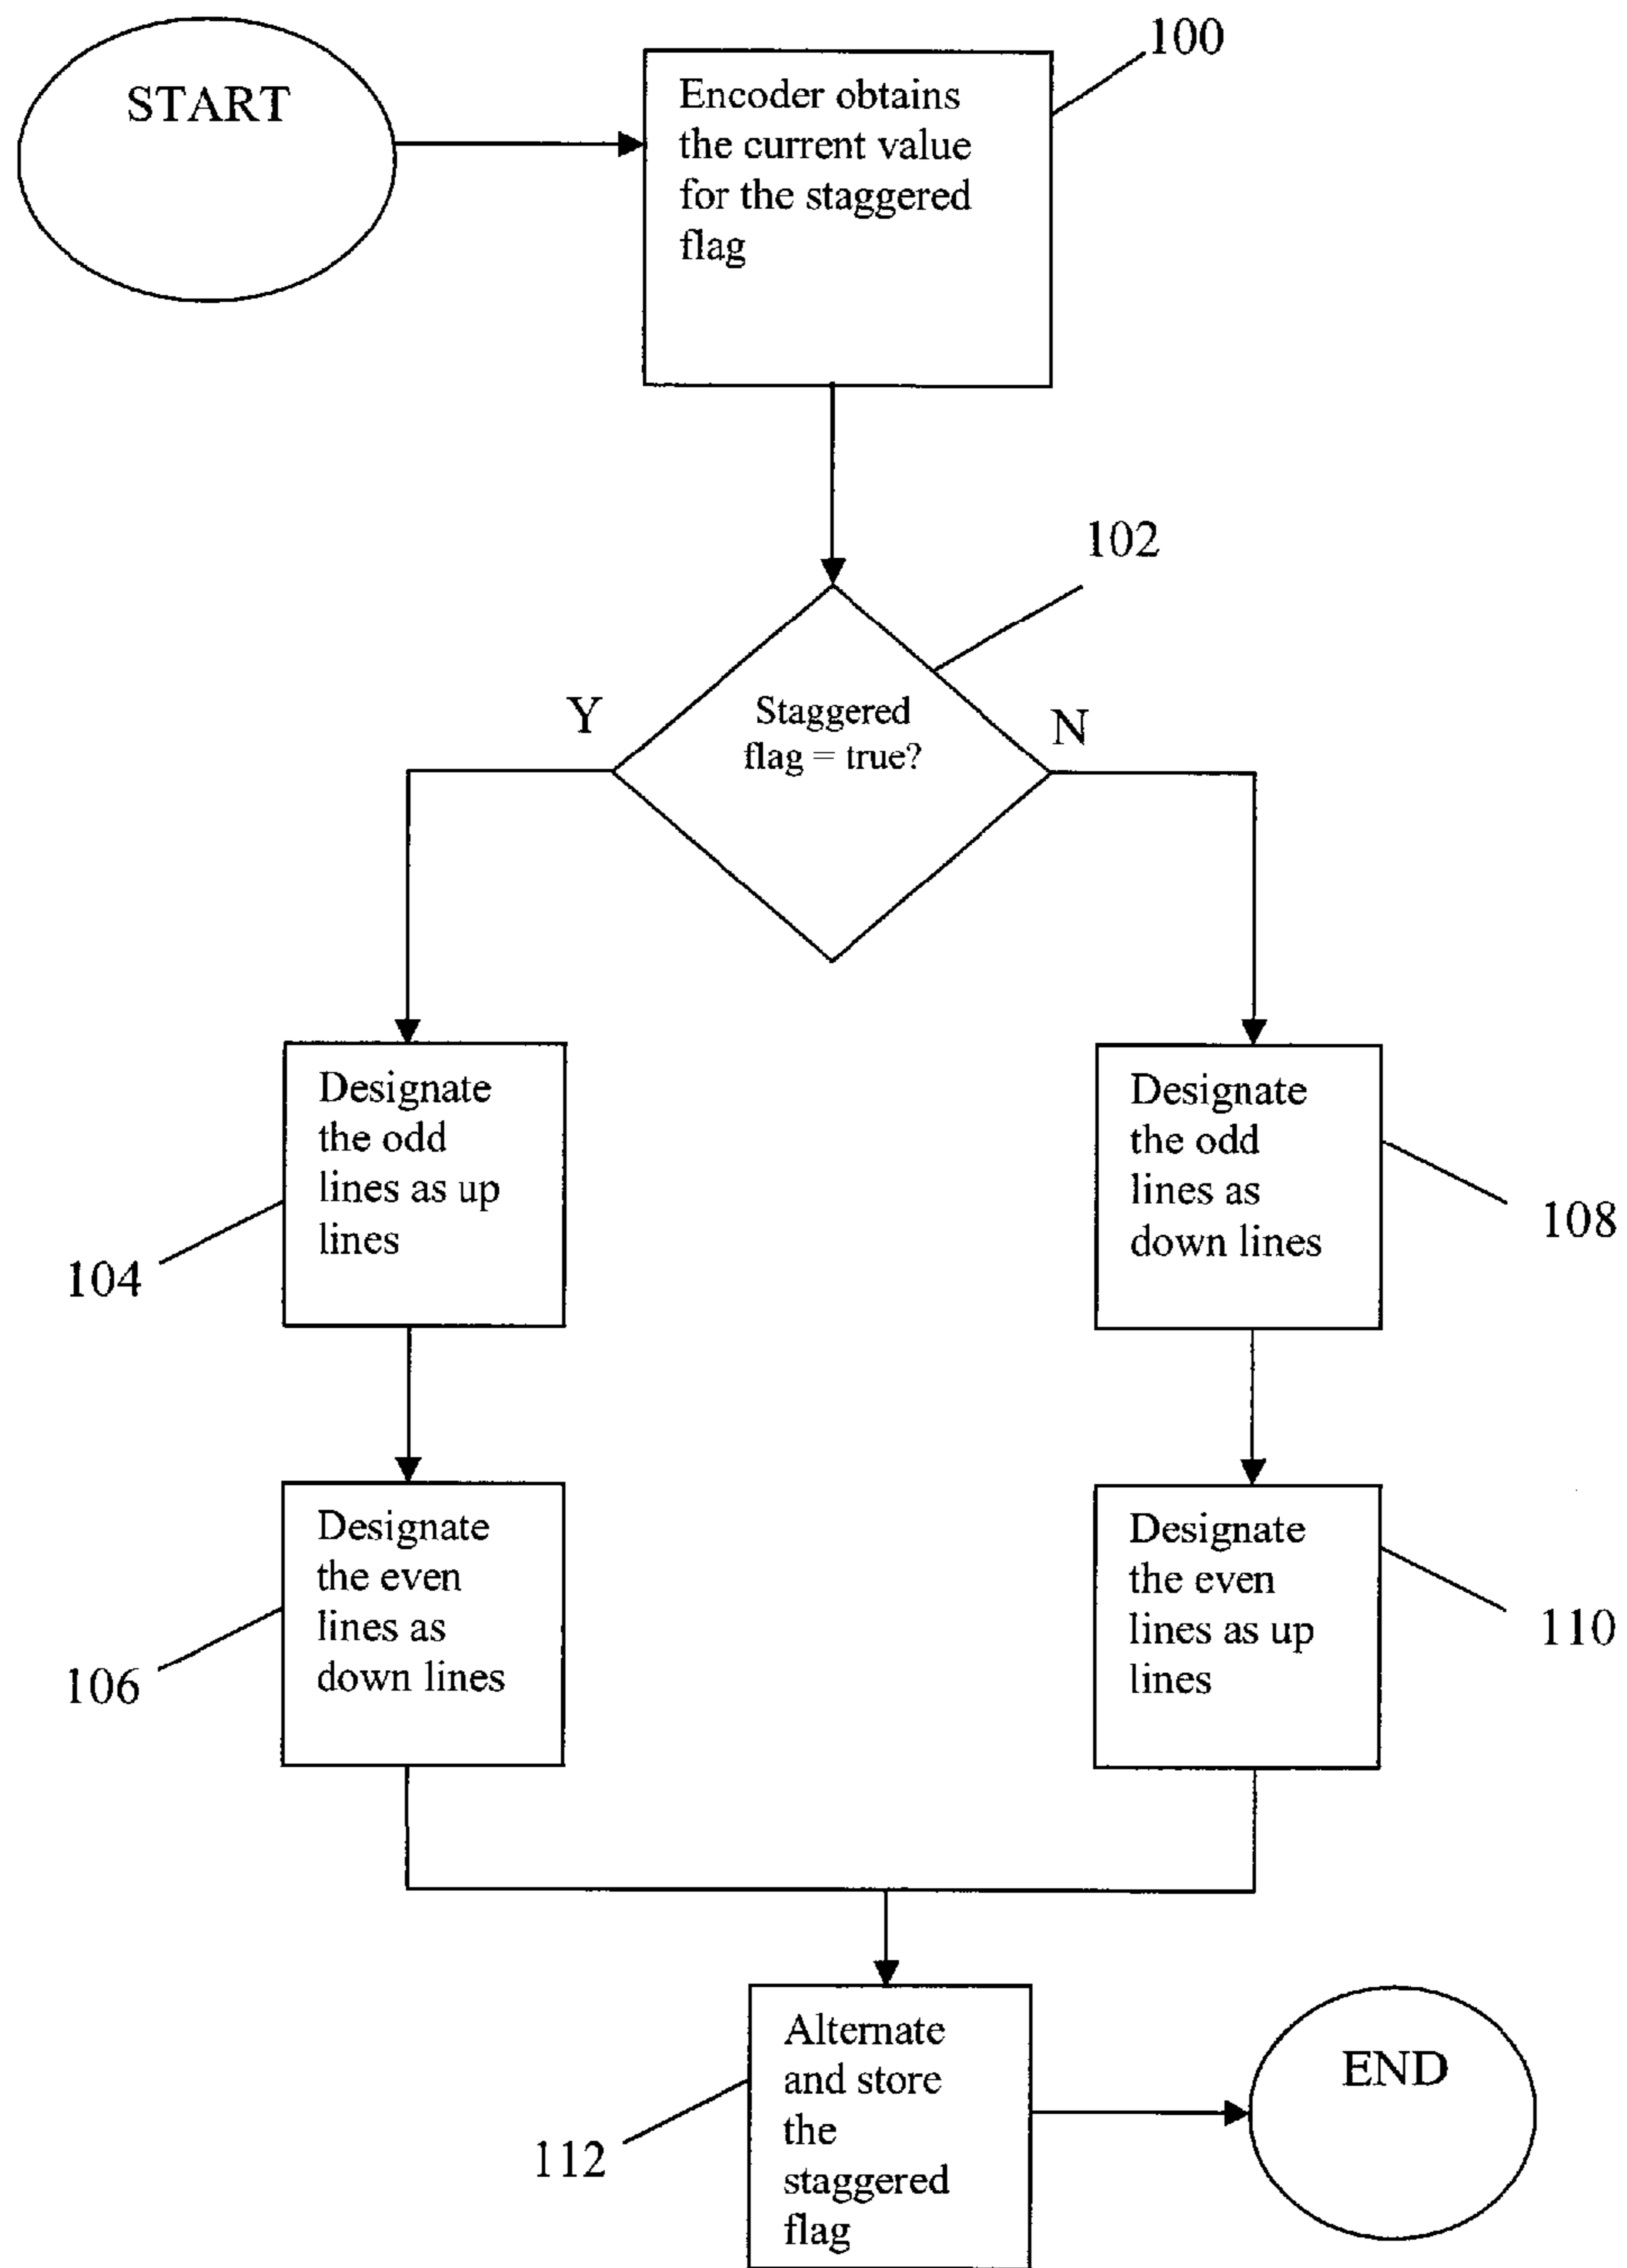 START
100
Encoder obtains
the current value
for the staggered
flag
102
Y
Staggered
flag = true?
N
Designate
the odd
lines as up
lines
104
Designate
the odd
lines as
down lines
108
Designate
the even
lines as
down lines
106
Designate
the even
lines as up
lines
110
Alternate
and store
the
staggered
flag
112
END